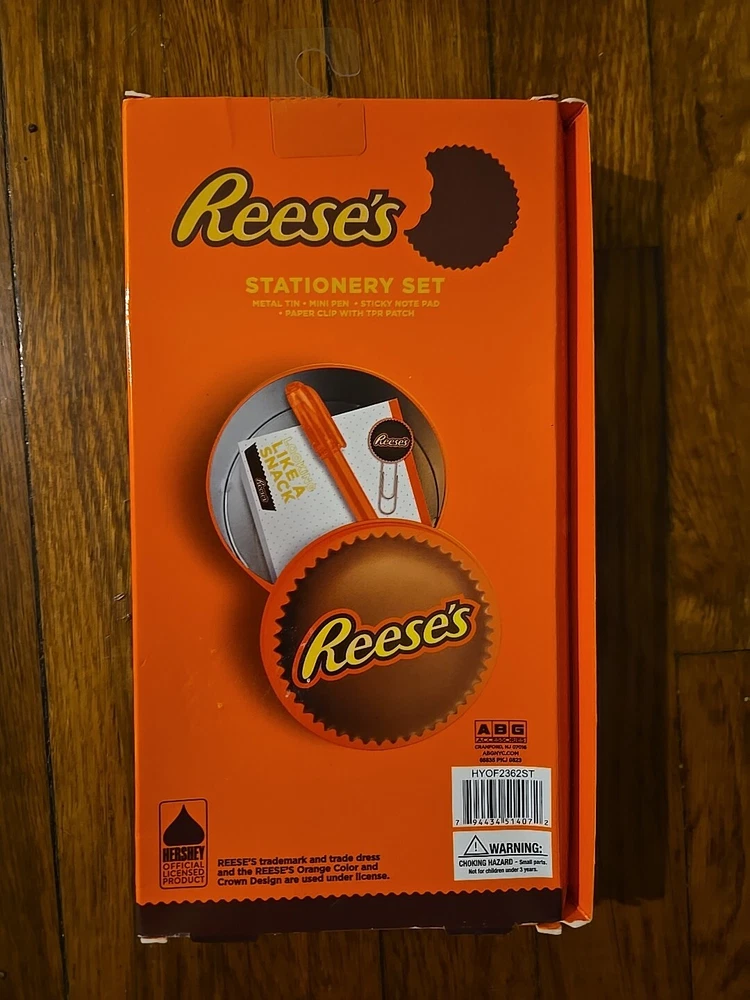 REESE'S
STATIONERY SET
METAL TIN • MINI PEN • STICKY NOTE PAD
• PAPER CLIP WITH TPR PATCH
LIKE A
SNACK
Reese's
Reese's
REESE'S
ABG
ACCESSORIES
CRANFORD, NJ 07016
ABGNYC.COM
HYOF2362ST
7 94434 51407 2
WARNING:
CHOKING HAZARD - Small parts.
Not for children under 3 years.
HERSHEY
OFFICIAL
LICENSED
PRODUCT
REESE'S trademark and trade dress
and the REESE'S Orange Color and
Crown Design are used under license.